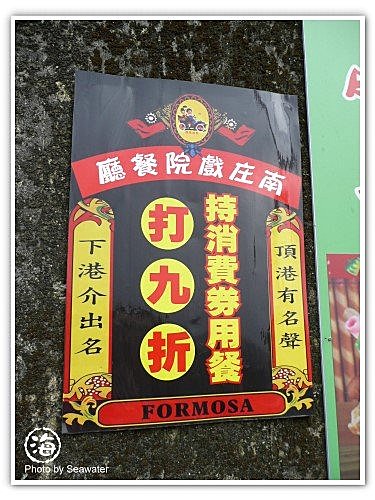 南庄戲院餐廳
頂港有名聲
持消費券用餐
打九折
下港介出名
FORMOSA
海
Photo by Seawater